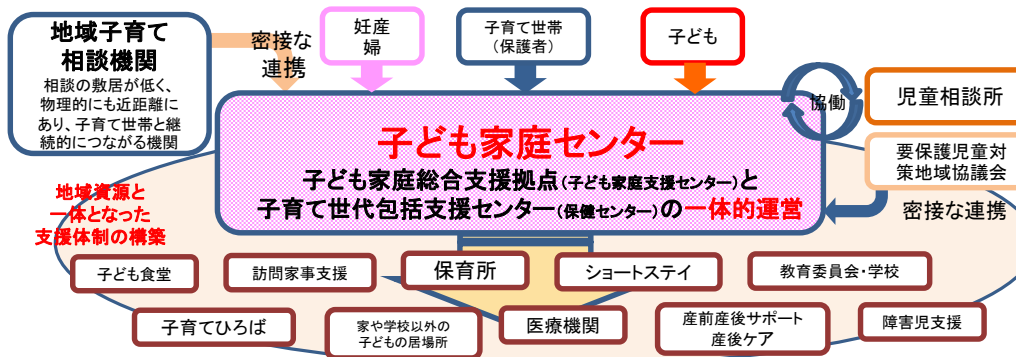 地域子育て
相談機関
相談の敷居が低く、
物理的にも近距離に
あり、子育て世帯と継
続的につながる機関
密接な
連携
妊産
婦
子育て世帯
(保護者)
子ども
協働
児童相談所
子ども家庭センター
子ども家庭総合支援拠点(子ども家庭支援センター)と
子育て世代包括支援センター(保健センター)の一体的運営
要保護児童対
策地域協議会
密接な連携
地域資源と
一体となった
支援体制の構築
子ども食堂
訪問家事支援
保育所
ショートステイ
教育委員会・学校
子育てひろば
家や学校以外の
子どもの居場所
医療機関
産前産後サポート
産後ケア
障害児支援